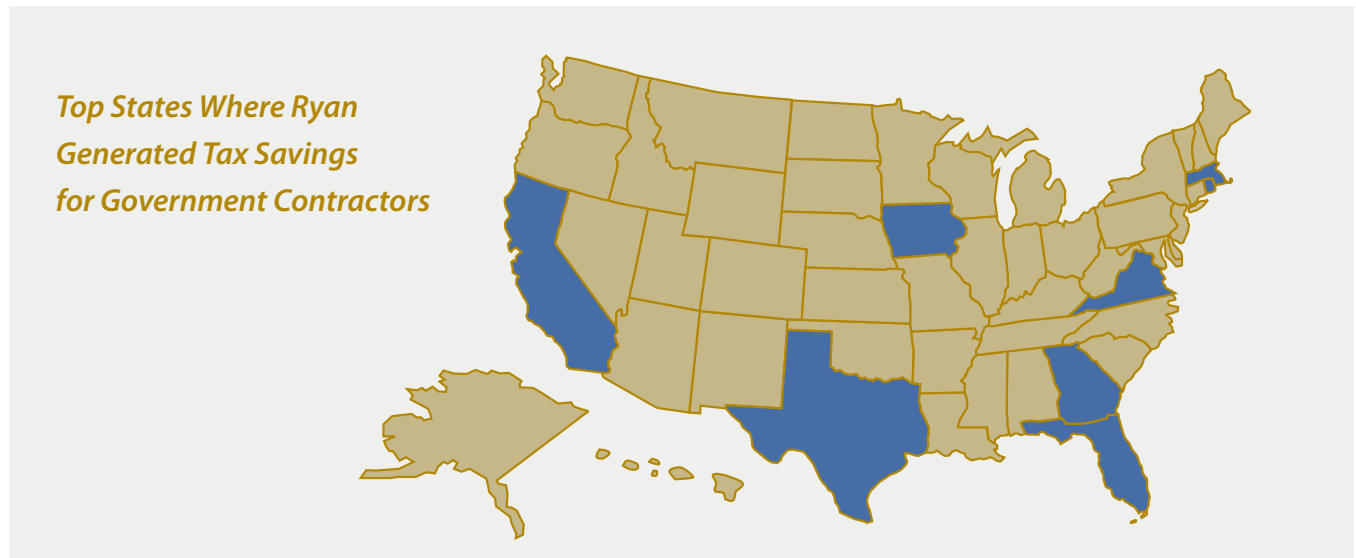 Top States Where Ryan
Generated Tax Savings
for Government Contractors